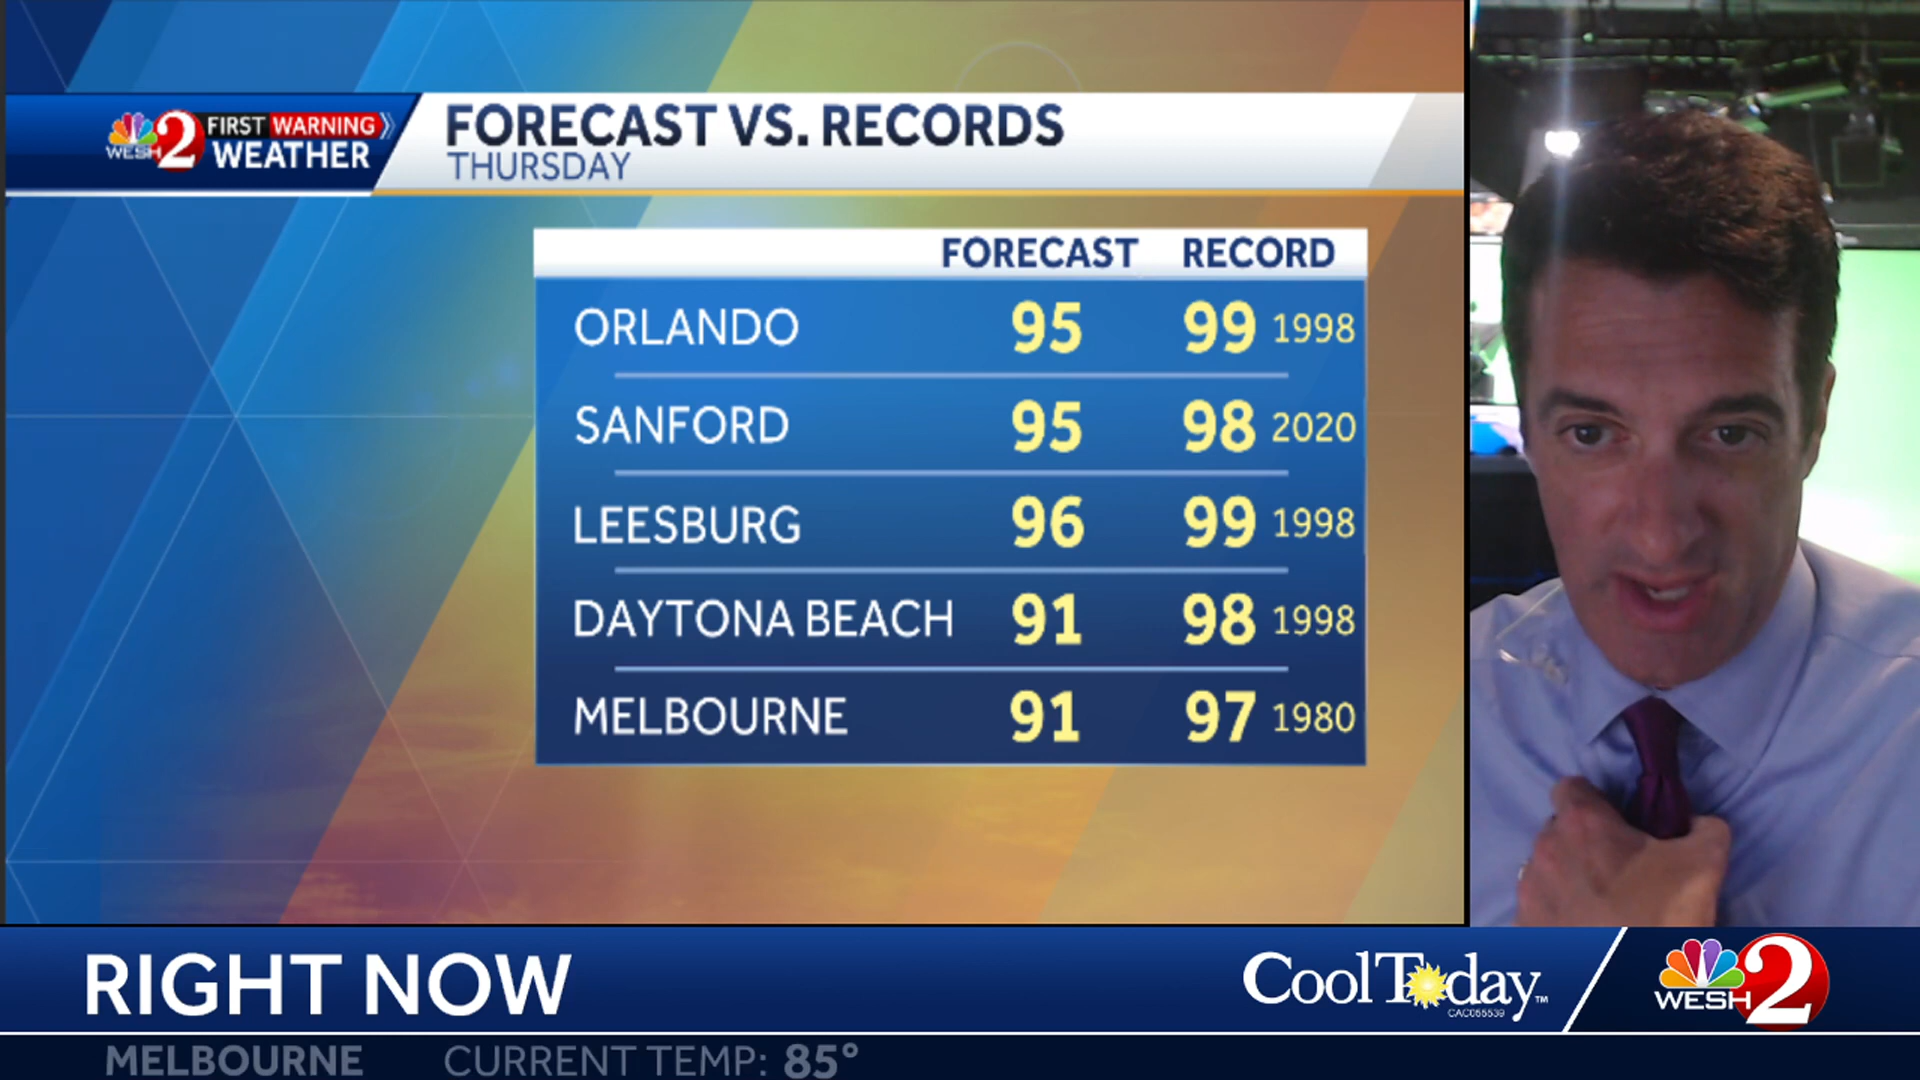 WESH 2 FIRST WARNING WEATHER
FORECAST VS. RECORDS
THURSDAY
FORECAST RECORD
ORLANDO 95 99 1998
SANFORD 95 98 2020
LEESBURG 96 99 1998
DAYTONA BEACH 91 98 1998
MELBOURNE 91 97 1980
RIGHT NOW
CoolToday™
CAC055539
WESH 2
MELBOURNE CURRENT TEMP: 85°